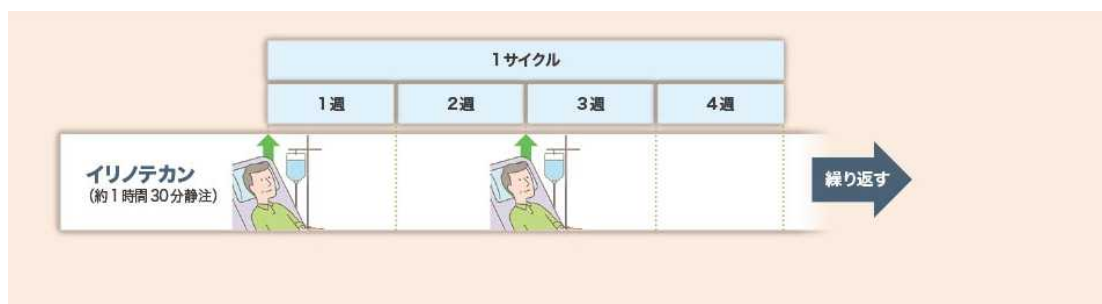 1サイクル
1週
2週
3週
4週
イリノテカン
(約1時間30分静注)
繰り返す